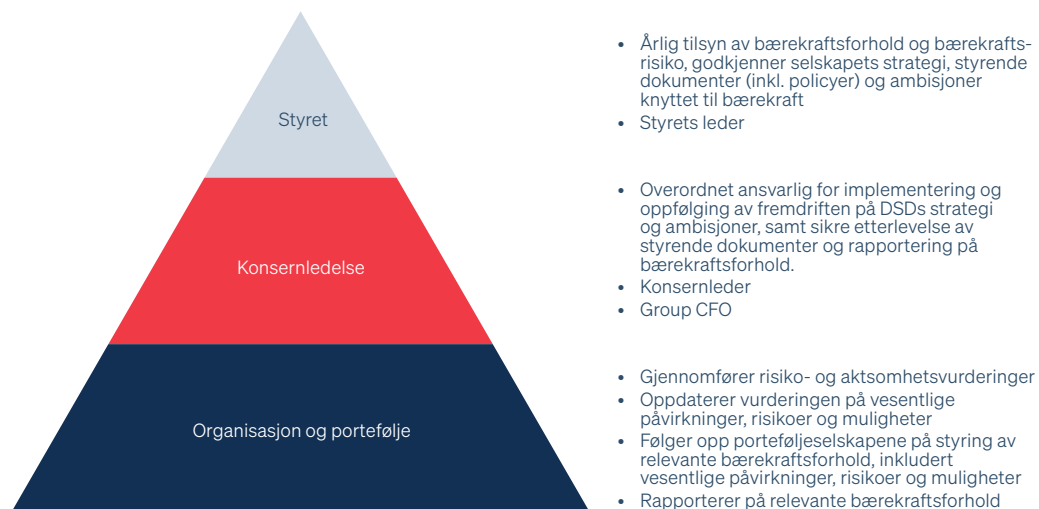 Styret
• Årlig tilsyn av bærekraftsforhold og bærekrafts-
risiko, godkjenner selskapets strategi, styrende
dokumenter (inkl. policyer) og ambisjoner
knyttet til bærekraft
• Styrets leder
Konsernledelse
• Overordnet ansvarlig for implementering og
oppfølging av fremdriften på DSDs strategi
og ambisjoner, samt sikre etterlevelse av
styrende dokumenter og rapportering på
bærekraftsforhold.
• Konsernleder
• Group CFO
Organisasjon og portefølje
• Gjennomfører risiko- og aktsomhetsvurderinger
• Oppdaterer vurderingen på vesentlige
påvirkninger, risikoer og muligheter
• Følger opp porteføljeselskapene på styring av
relevante bærekraftsforhold, inkludert
vesentlige påvirkninger, risikoer og muligheter
• Rapporterer på relevante bærekraftsforhold